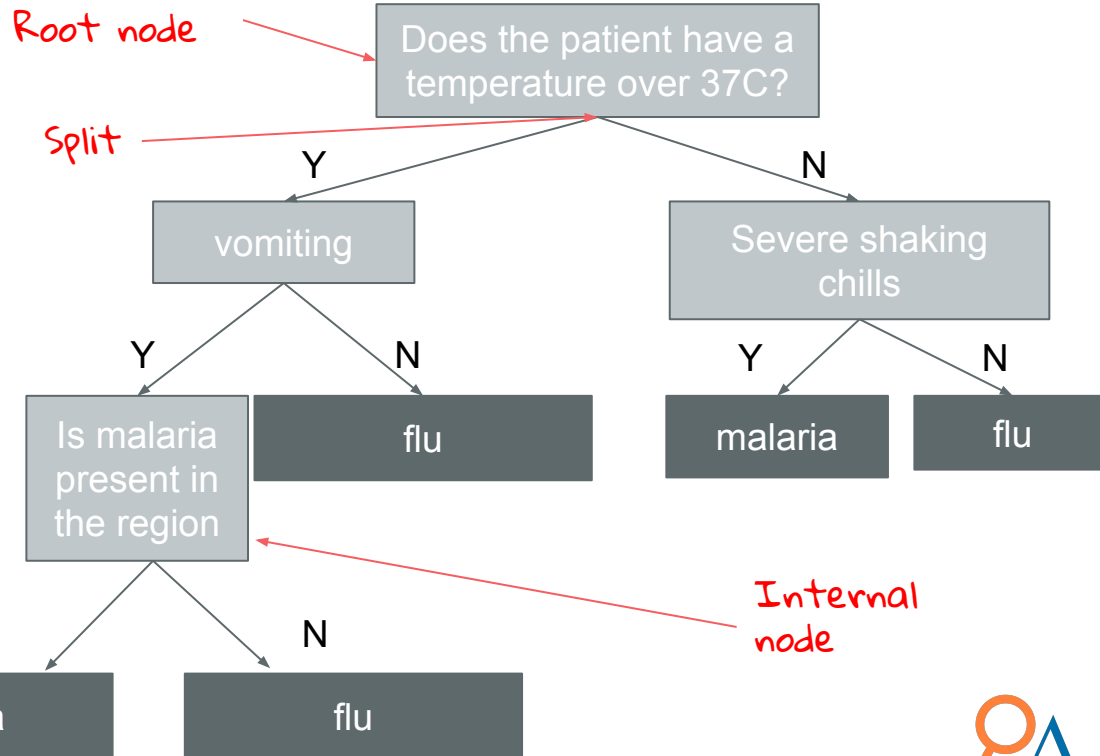 Root node
Does the patient have a
temperature over 37C?
Split
Y
N
vomiting
Severe shaking
chills
Y
N
Y
N
Is malaria
present in
the region
flu
malaria
flu
Internal
node
N
a
flu